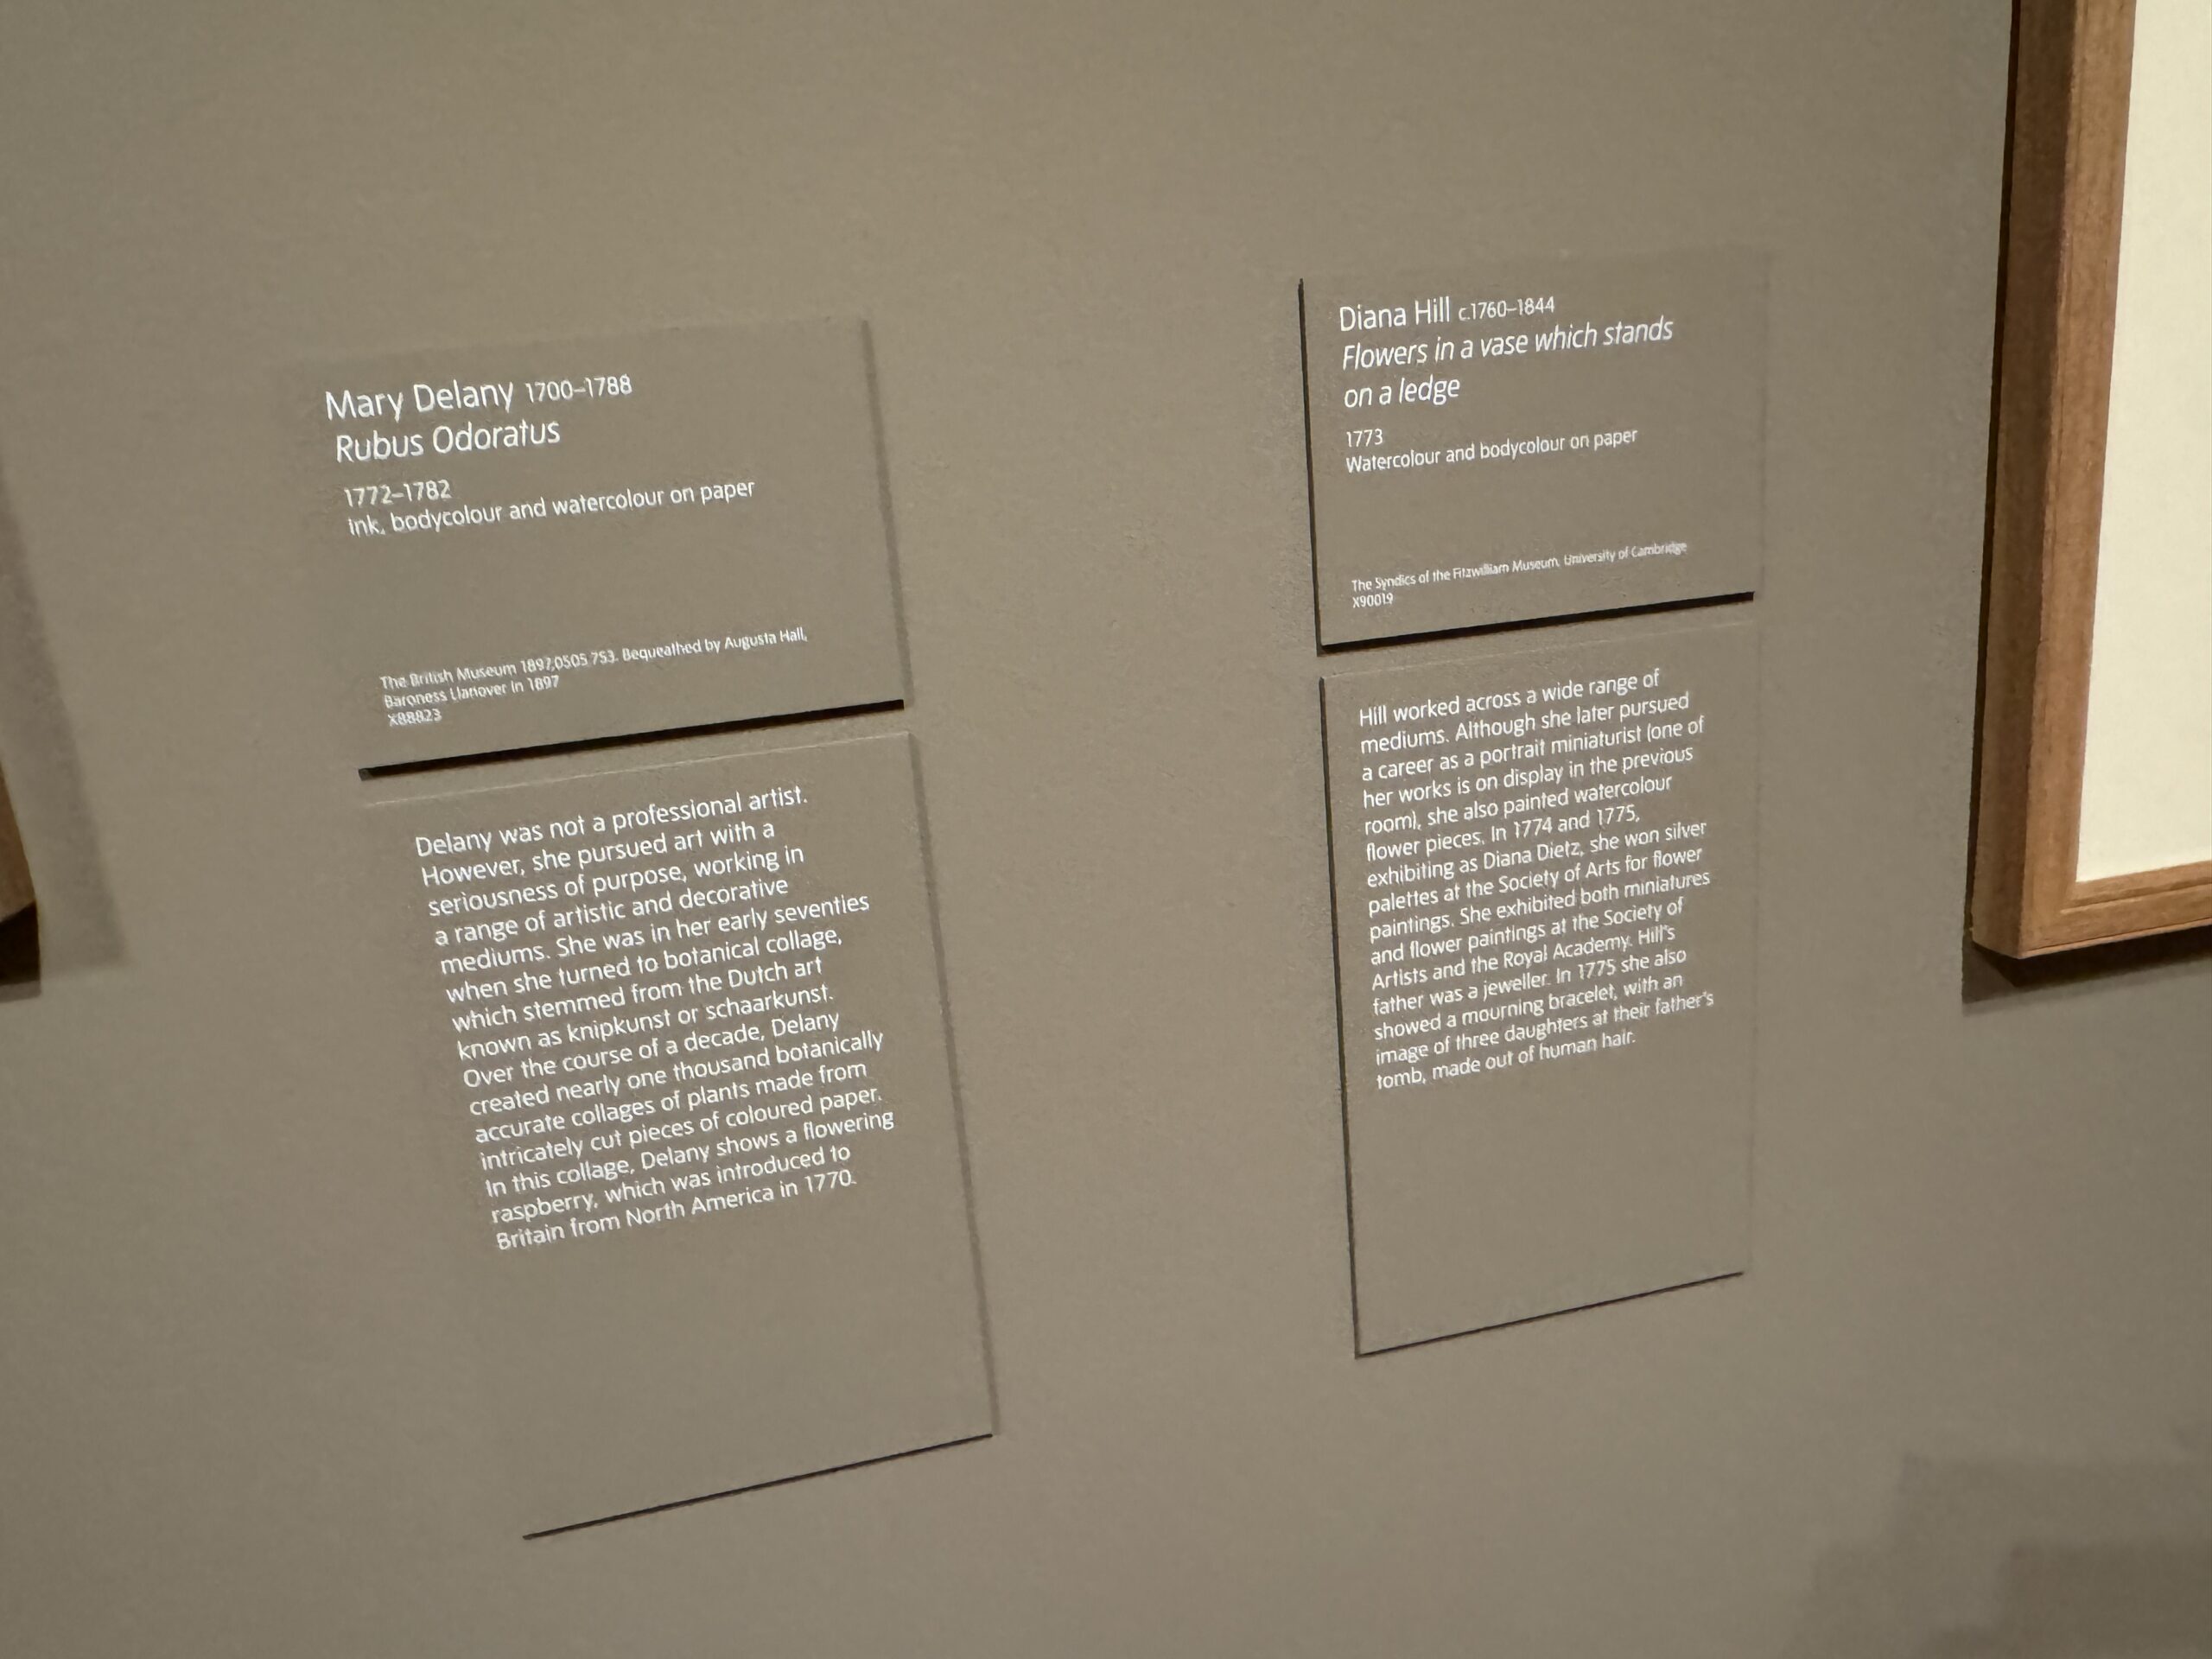 Mary Delany 1700–1788
Rubus Odoratus
1772–1782
Ink, bodycolour and watercolour on paper
The British Museum 1897,0505.753. Bequeathed by Augusta Hall,
Baroness Llanover in 1897
X88823
Delany was not a professional artist.
However, she pursued art with a
seriousness of purpose, working in
a range of artistic and decorative
mediums. She was in her early seventies
when she turned to botanical collage,
which stemmed from the Dutch art
known as knipkunst or schaarkunst.
Over the course of a decade, Delany
created nearly one thousand botanically
accurate collages of plants made from
intricately cut pieces of coloured paper.
In this collage, Delany shows a flowering
raspberry, which was introduced to
Britain from North America in 1770.
Diana Hill c.1760–1844
Flowers in a vase which stands
on a ledge
1773
Watercolour and bodycolour on paper
The Syndics of the Fitzwilliam Museum, University of Cambridge
X90019
Hill worked across a wide range of
mediums. Although she later pursued
a career as a portrait miniaturist (one of
her works is on display in the previous
room), she also painted watercolour
flower pieces. In 1774 and 1775,
exhibiting as Diana Dietz, she won silver
palettes at the Society of Arts for flower
paintings. She exhibited both miniatures
and flower paintings at the Society of
Artists and the Royal Academy. Hill's
father was a jeweller. In 1775 she also
showed a mourning bracelet, with an
image of three daughters at their father's
tomb, made out of human hair.